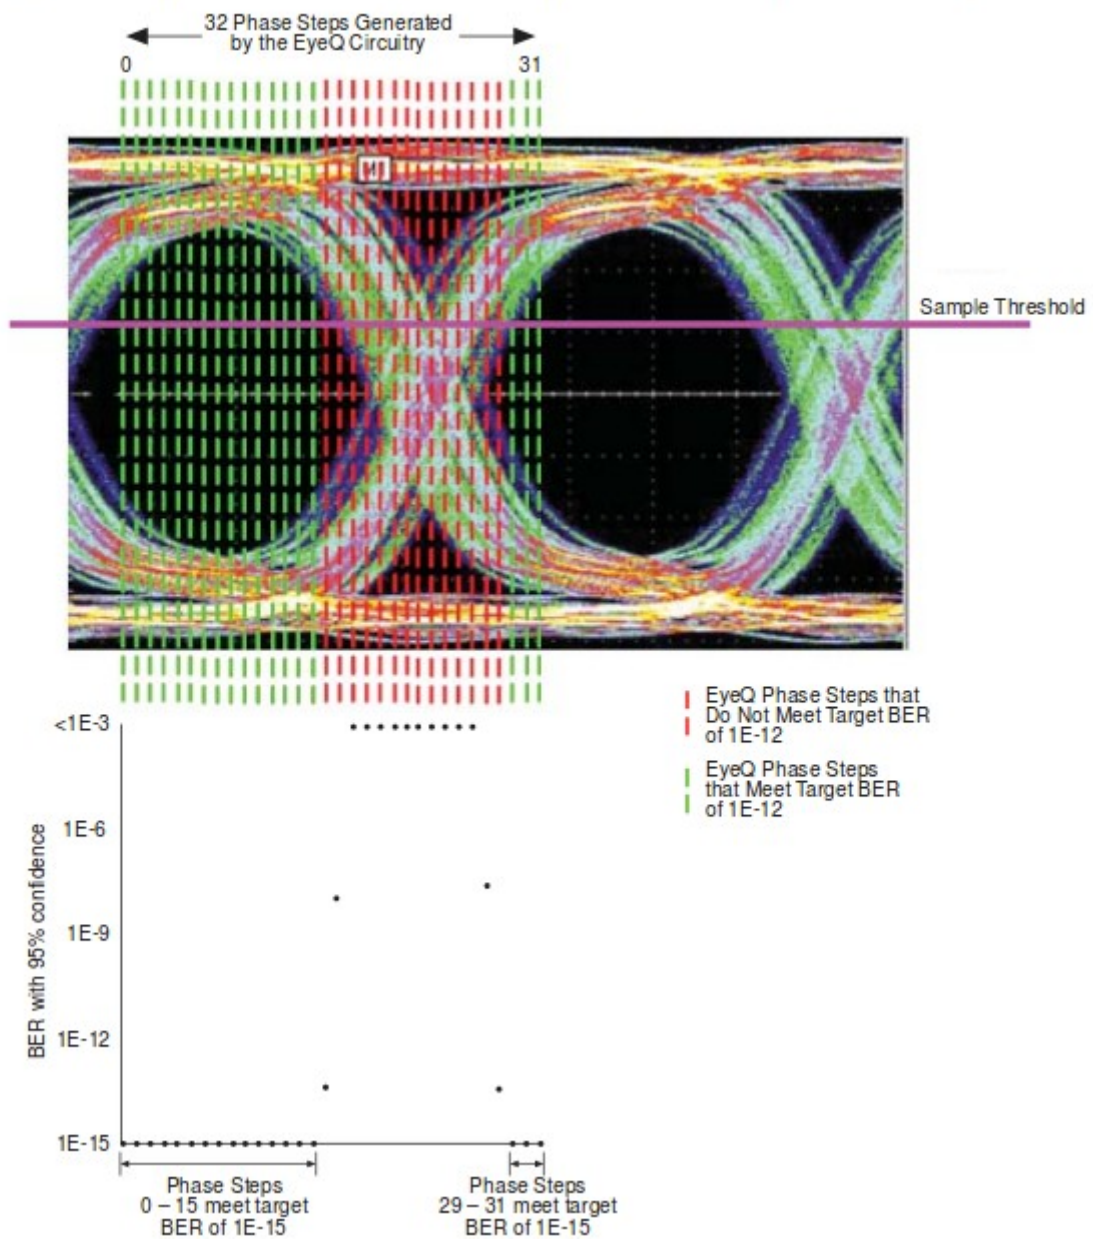 32 Phase Steps Generated
by the EyeQ Circuitry
0
31
M1
Sample Threshold
EyeQ Phase Steps that
Do Not Meet Target BER
of 1E-12
EyeQ Phase Steps
that Meet Target BER
of 1E-12
BER with 95% confidence
<1E-3
1E-6
1E-9
1E-12
1E-15
Phase Steps
0 – 15 meet target
BER of 1E-15
Phase Steps
29 – 31 meet target
BER of 1E-15